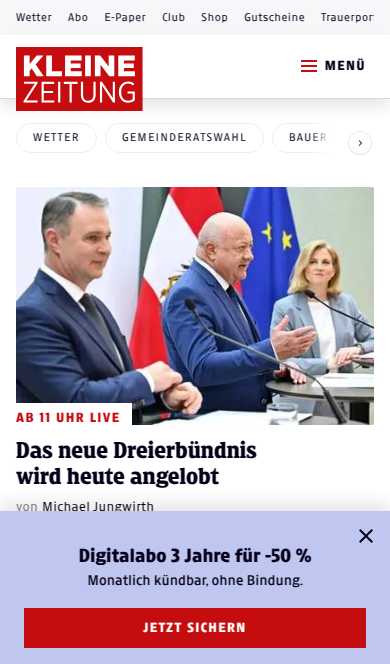 Wetter Abo E-Paper Club Shop Gutscheine Trauerpor
KLEINE
ZEITUNG
MENÜ
WETTER GEMEINDERATSWAHL BAUER
AB 11 UHR LIVE
Das neue Dreierbündnis
wird heute angelobt
von Michael Jungwirth
Digitalabo 3 Jahre für -50 %
Monatlich kündbar, ohne Bindung.
JETZT SICHERN